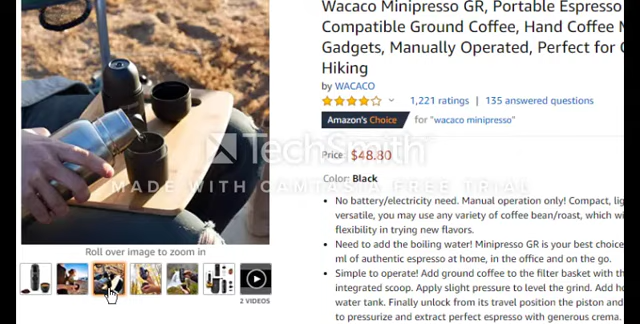 Wacaco Minipresso GR, Portable Espresso
Compatible Ground Coffee, Hand Coffee
Gadgets, Manually Operated, Perfect for
Hiking
by WACACO
1,221 ratings | 135 answered questions
Amazon's Choice for "wacaco minipresso"
TechSmith
Price: $48.80
MADE WITH CAMTASIA FREE TRIAL
Color: Black
No battery/electricity need. Manual operation only! Compact,
versatile, you may use any variety of coffee bean/roast, which
flexibility in trying new flavors.
Roll over image to zoom in
Need to add the boiling water! Minipresso GR is your best choice
ml of authentic espresso at home, in the office and on the go.
Simple to operate! Add ground coffee to the filter basket with
integrated scoop. Apply slight pressure to level the grind. Add
water tank. Finally unlock from its travel position the piston and
to pressurize and extract perfect espresso with generous crema.
2 VIDEOS